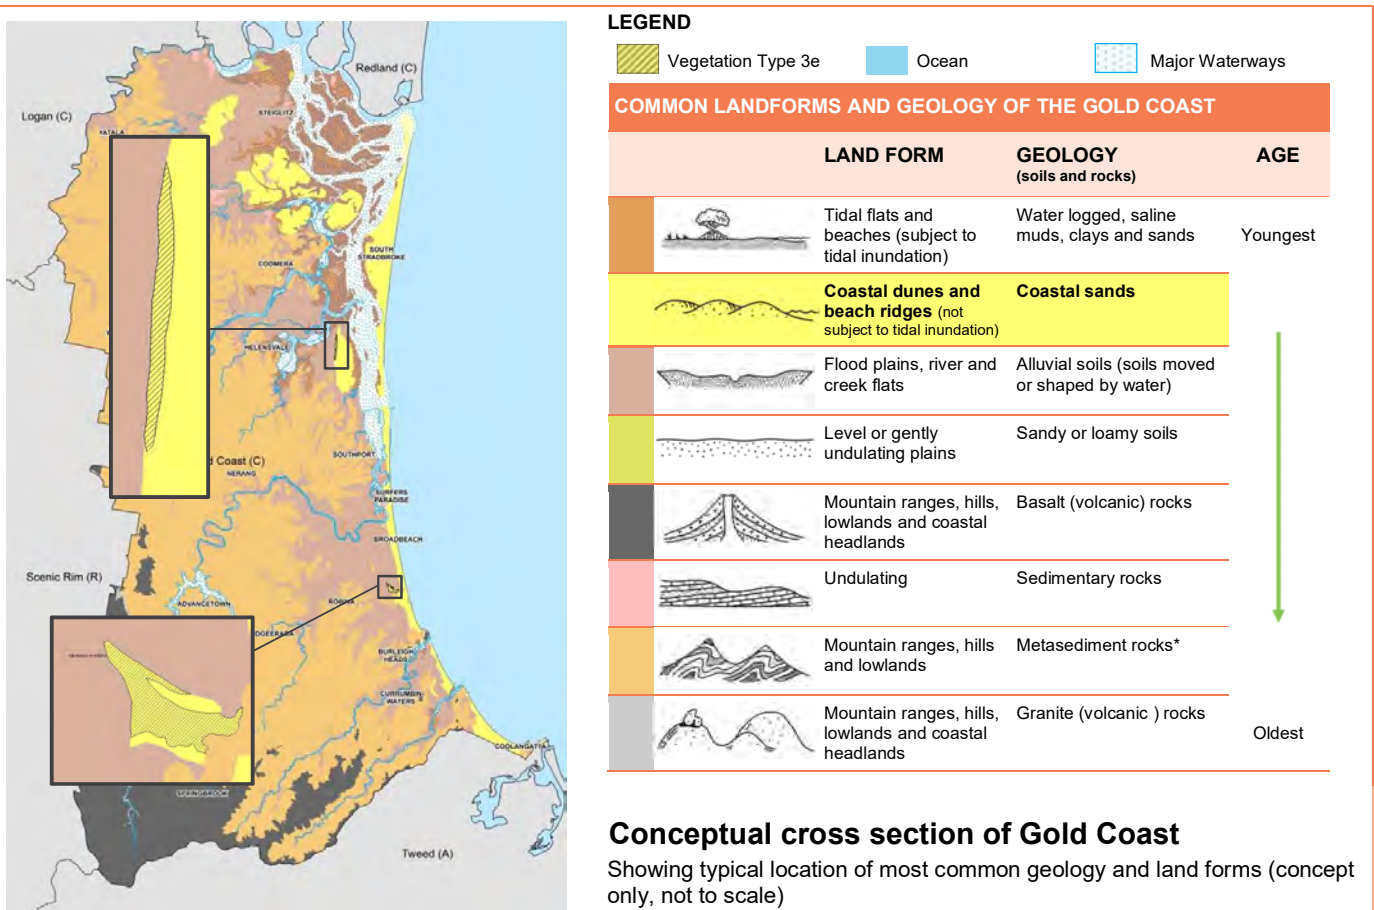 Redland (C)
Logan (C)
STEIGLITZ
YATALA
SOUTH
STRADBROKE
COOMERA
HELENSVALE
d Coast (C)
NERANG
SOUTHPORT
SURFERS
PARADISE
BROADBEACH
Scenic Rim (R)
ADVANCETOWN
ROBINA
DGEERABA
BURLEIGH
HEADS
CURRUMBIN
WATERS
COOLANGATTA
SPRINGBROOK
Tweed (A)
LEGEND
Vegetation Type 3e
Ocean
Major Waterways
COMMON LANDFORMS AND GEOLOGY OF THE GOLD COAST
LAND FORM
GEOLOGY
(soils and rocks)
AGE
Tidal flats and
beaches (subject to
tidal inundation)
Water logged, saline
muds, clays and sands
Youngest
Coastal dunes and
beach ridges (not
subject to tidal inundation)
Coastal sands
Flood plains, river and
creek flats
Alluvial soils (soils moved
or shaped by water)
Level or gently
undulating plains
Sandy or loamy soils
Mountain ranges, hills,
lowlands and coastal
headlands
Basalt (volcanic) rocks
Undulating
Sedimentary rocks
Mountain ranges, hills
and lowlands
Metasediment rocks*
Mountain ranges, hills,
lowlands and coastal
headlands
Granite (volcanic ) rocks
Oldest
Conceptual cross section of Gold Coast
Showing typical location of most common geology and land forms (concept
only, not to scale)